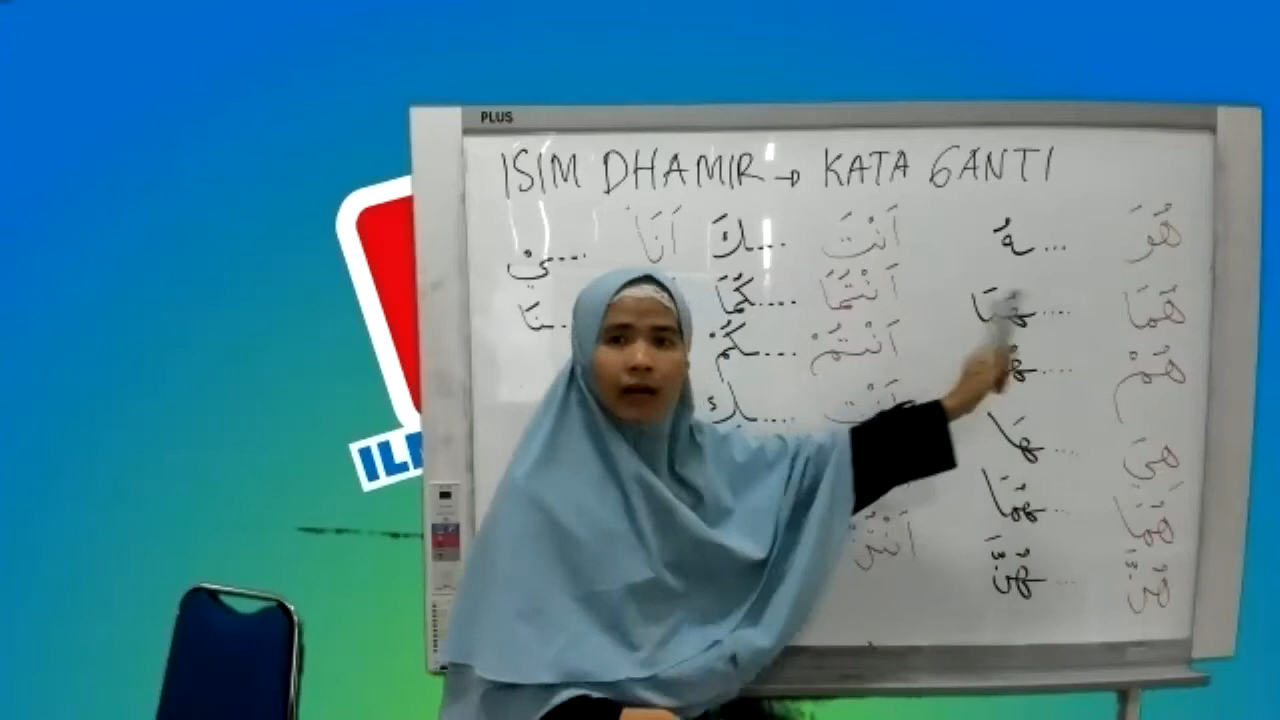 PLUS
ISIM DHAMIR → KATA GANTI
هُوَ ...هُ اَنْتَ ...كَ اَنَا ...يْ
هُمَا ...هُمَا اَنْتُمَا ...كُمَا ...نَا
هُمْ ...هُمْ اَنْتُمْ ...كُمْ
هِيَ ...هَا اَنْتِ ...كِ
هُمَا ...هُمَا
هُنَّ ...هُنَّ